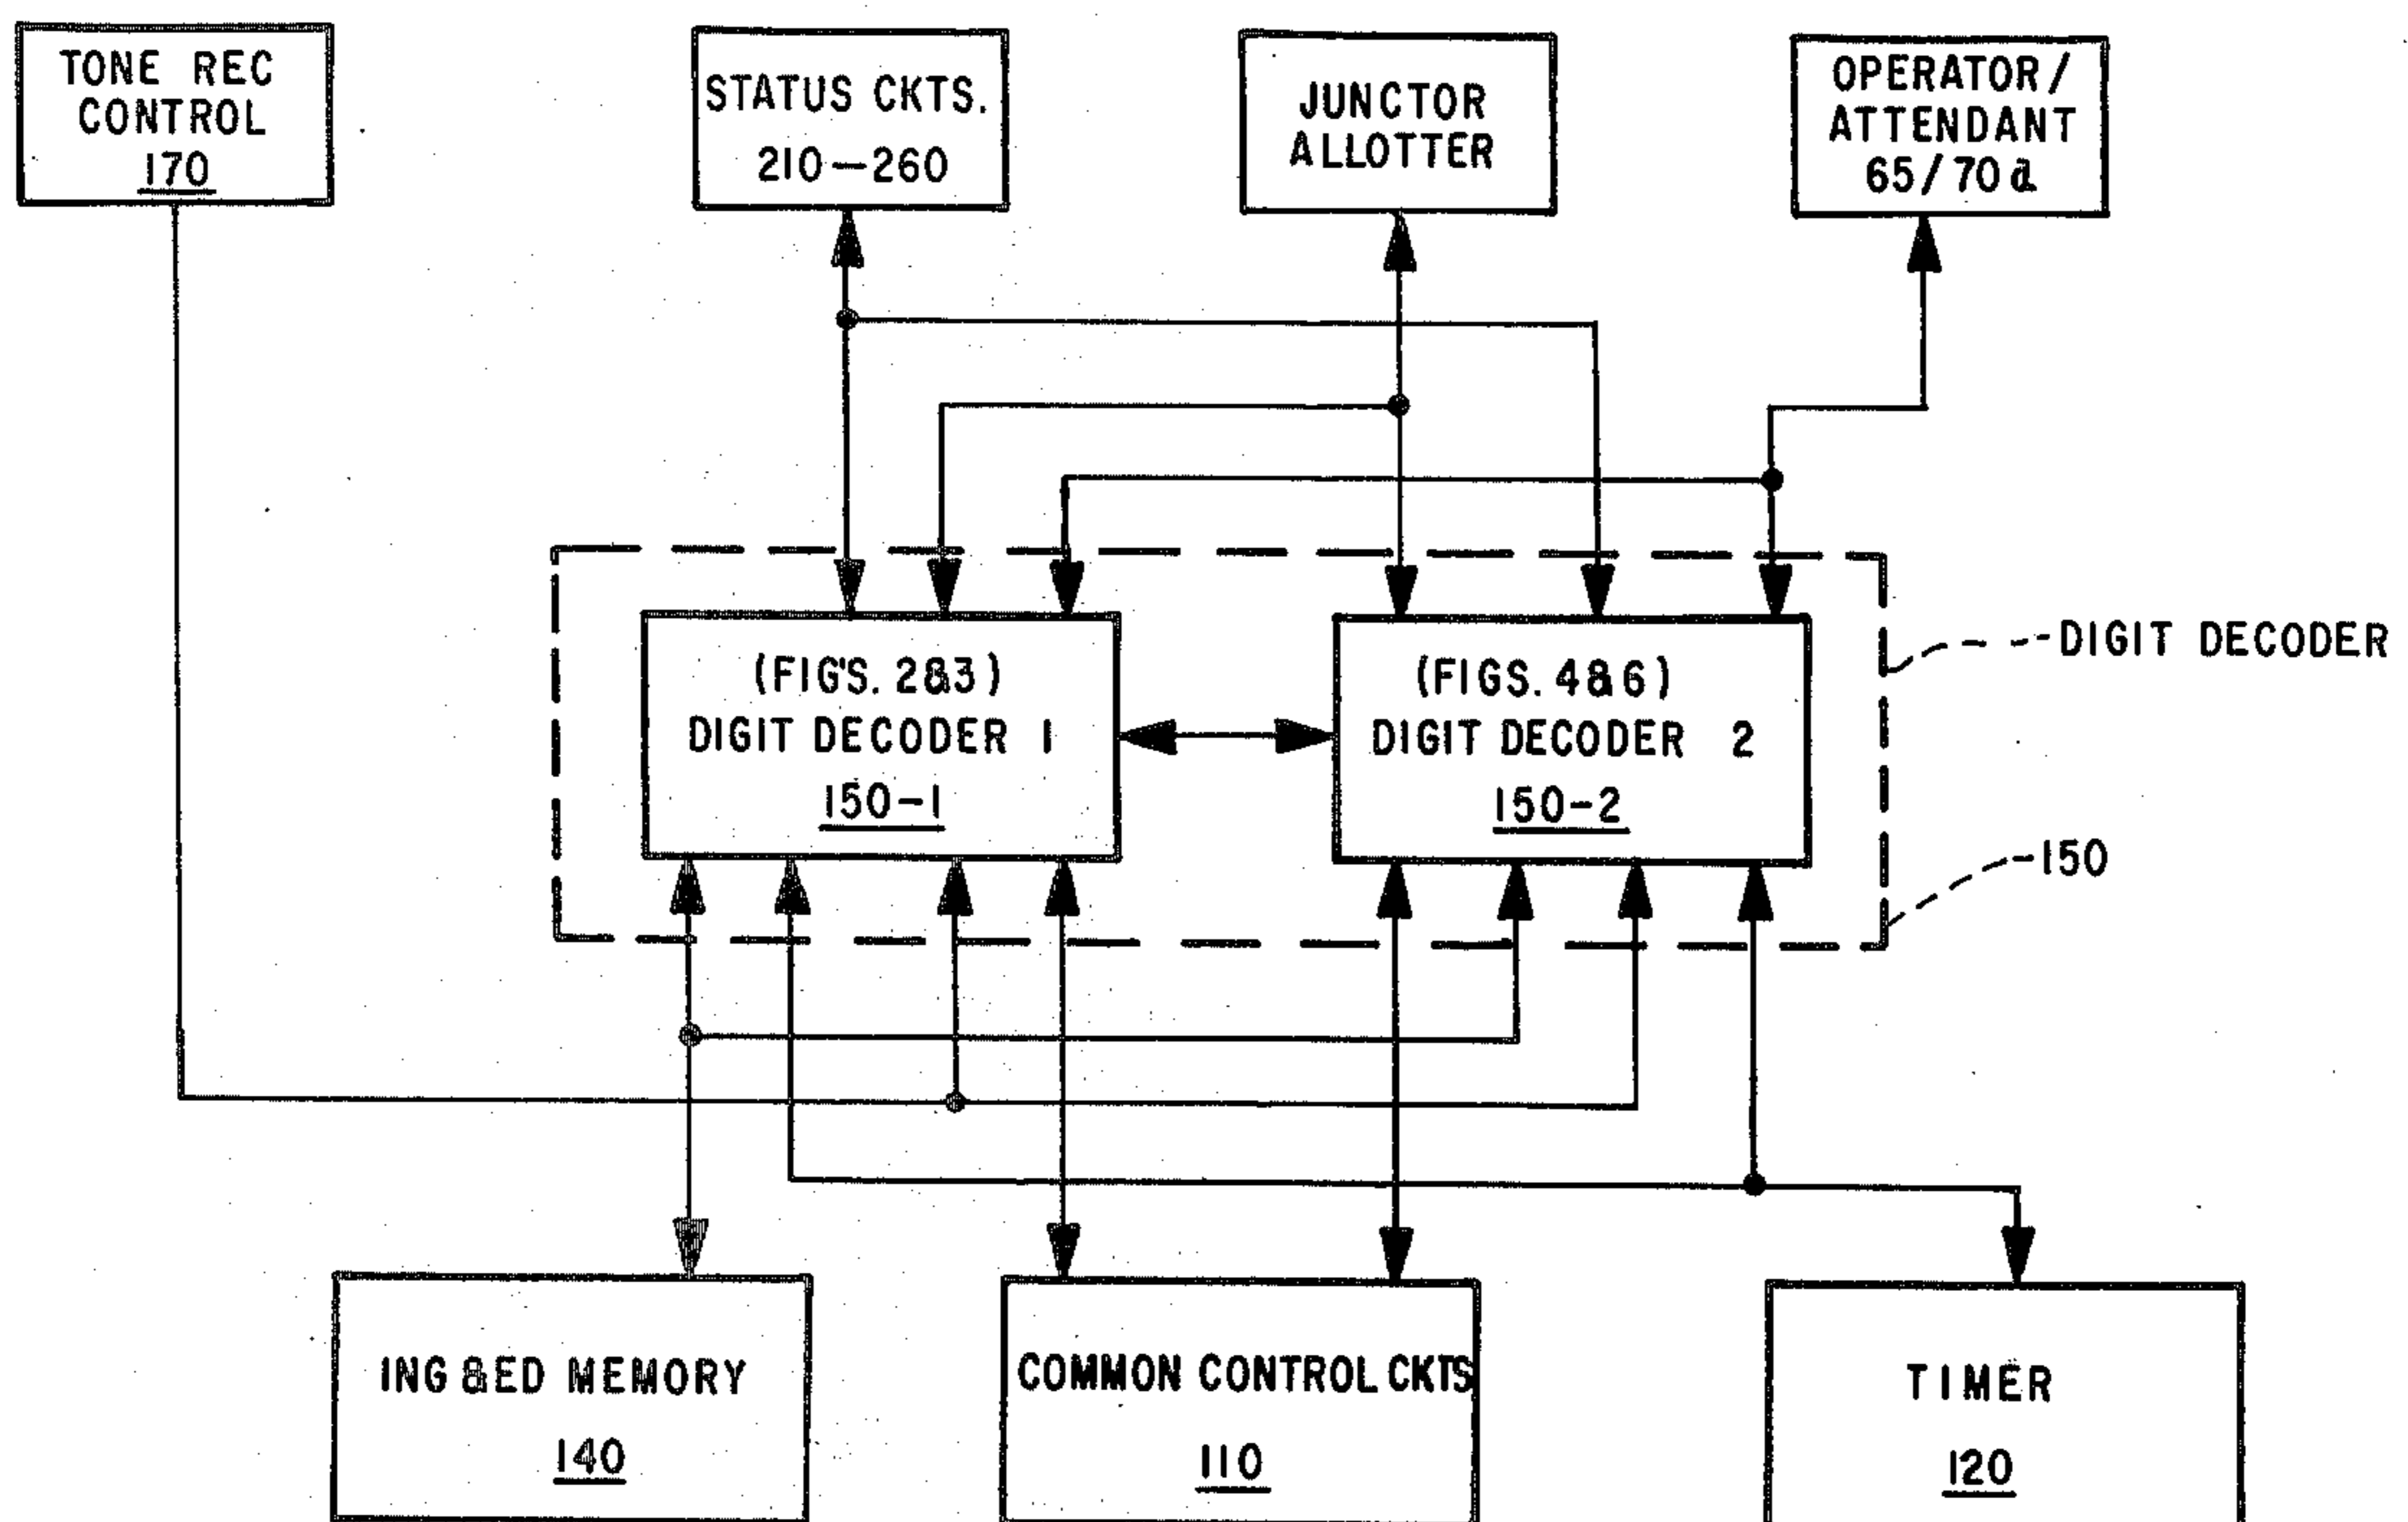 TONE REC
CONTROL
170
STATUS CKTS.
210-260
JUNCTOR
ALLOTTER
OPERATOR/
ATTENDANT
65/70a
(FIG'S. 2&3)
DIGIT DECODER 1
150-1
(FIGS. 4&6)
DIGIT DECODER 2
150-2
DIGIT DECODER
150
ING &ED MEMORY
140
COMMON CONTROL CKTS
110
TIMER
120